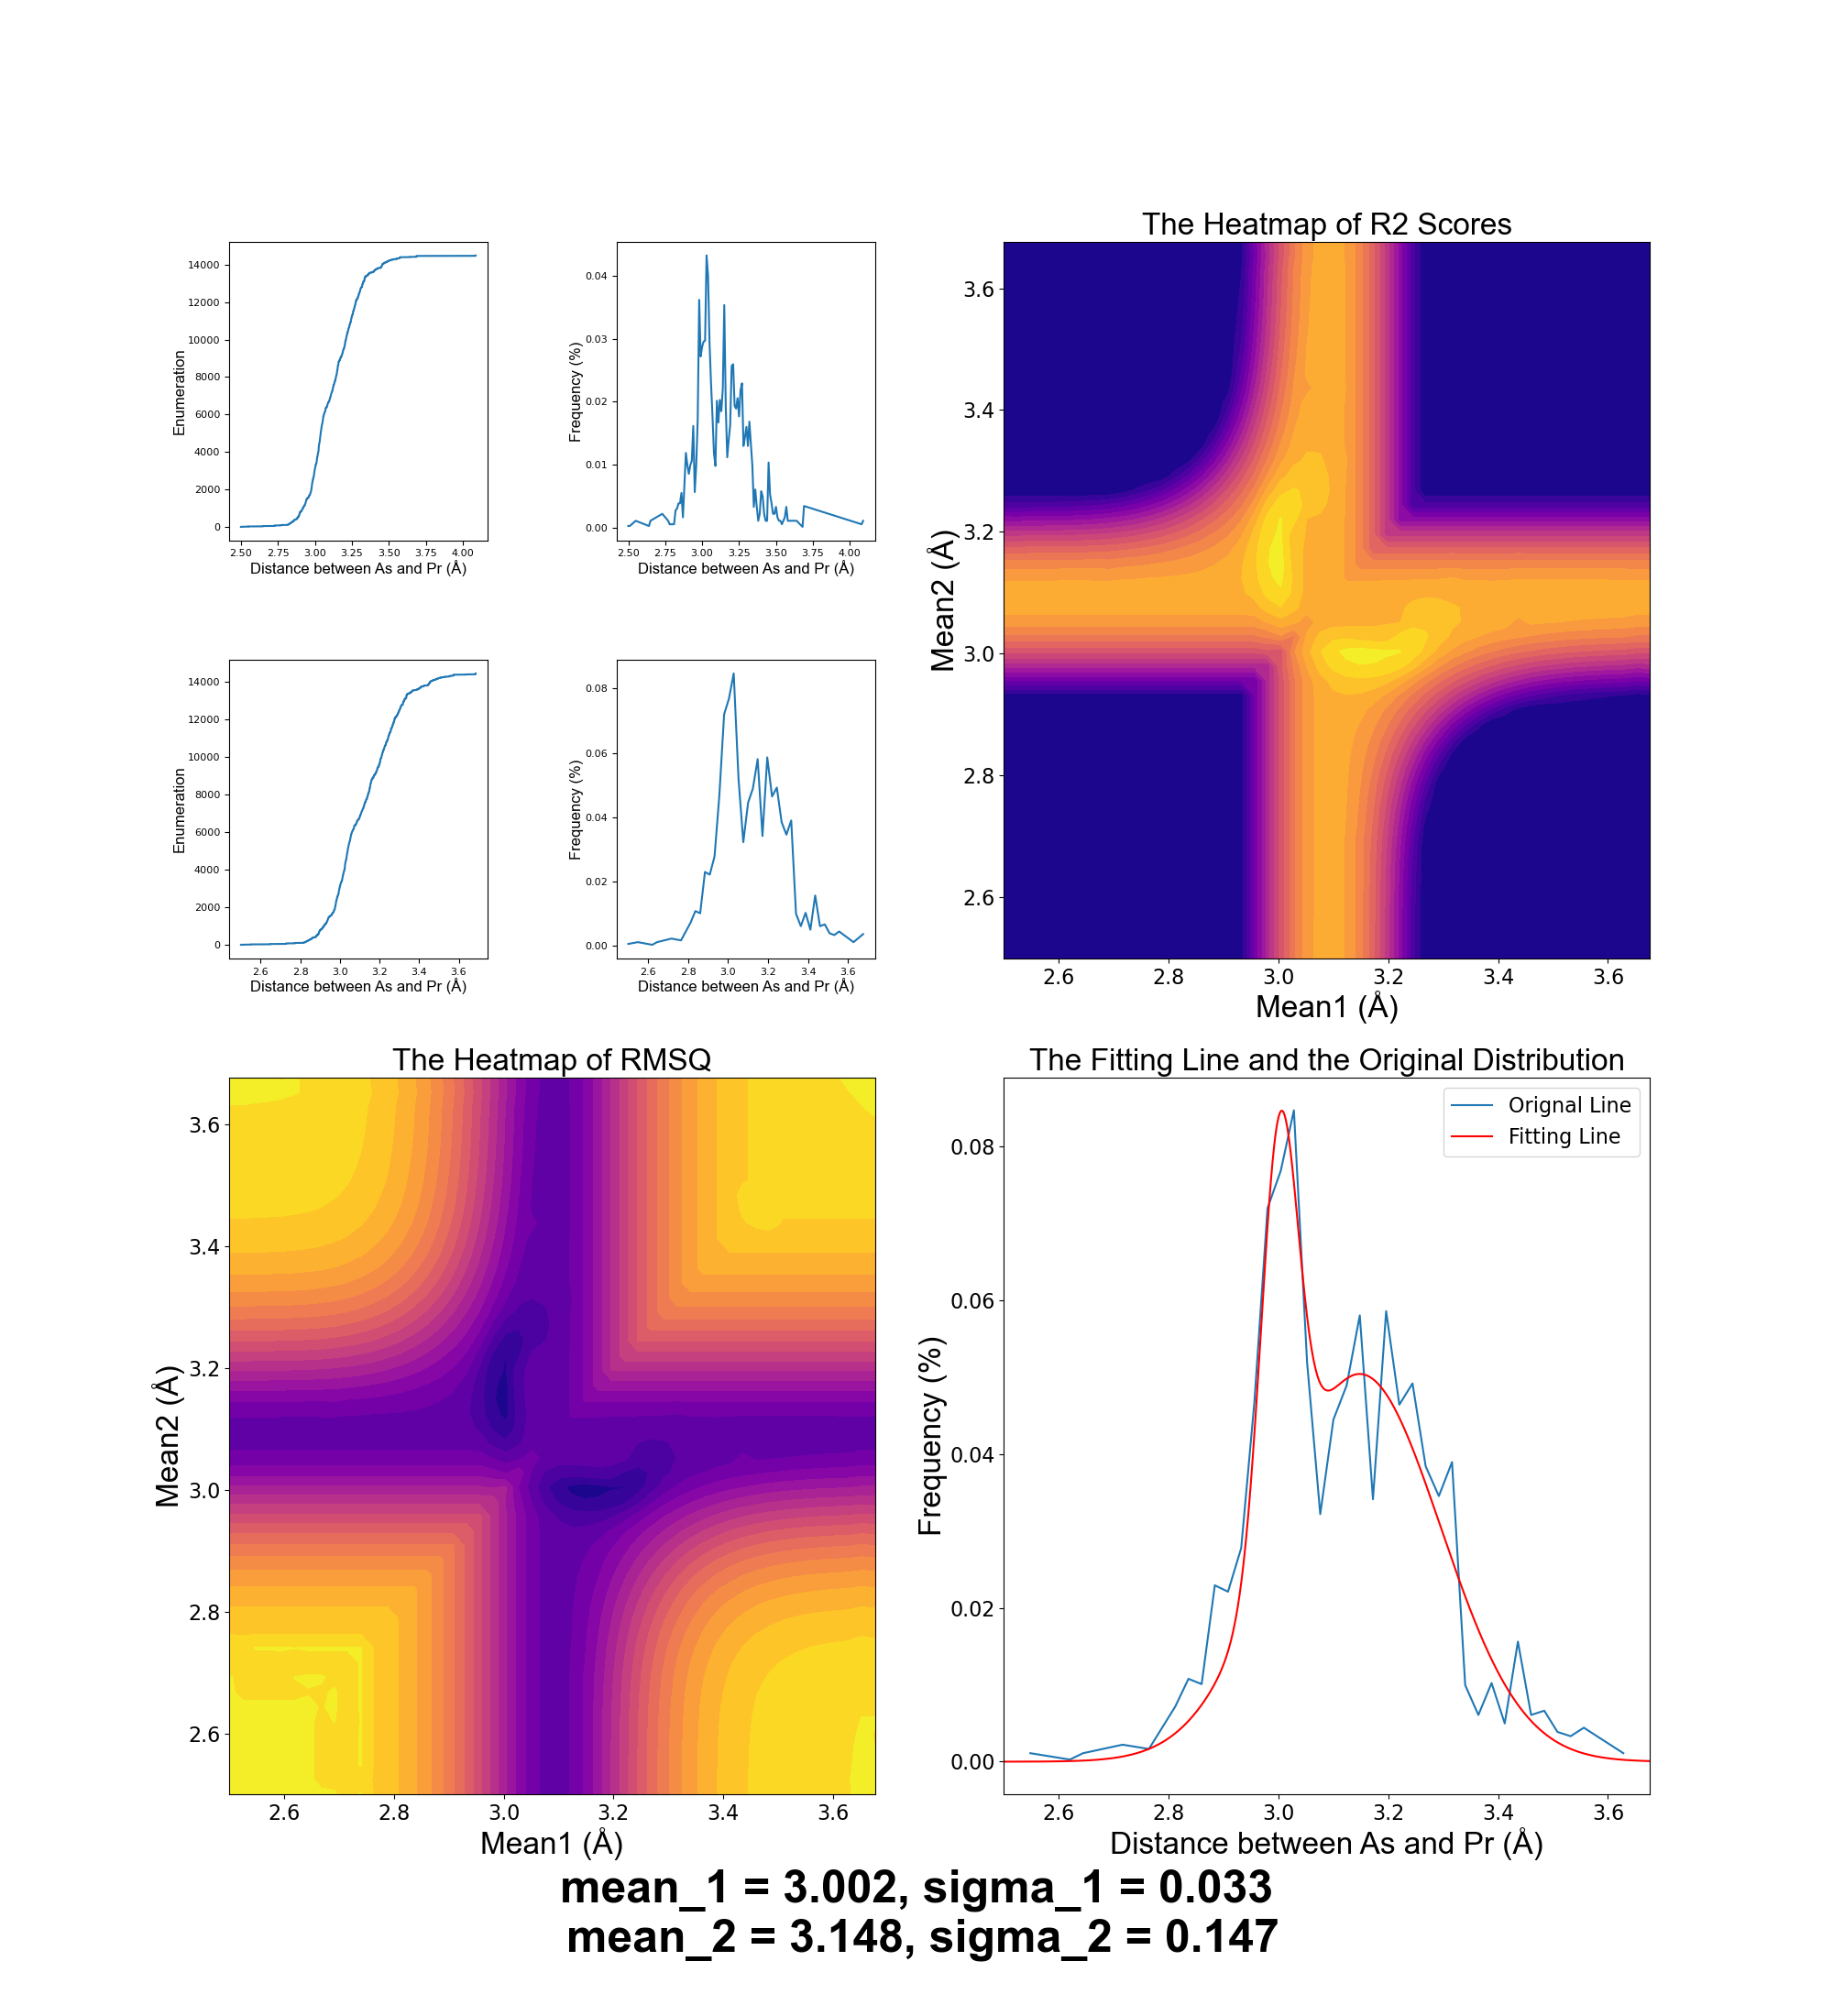 The Heatmap of R2 Scores
14000
12000
10000
8000
6000
4000
2000
0
Enumeration
2.50 2.75 3.00 3.25 3.50 3.75 4.00
Distance between As and Pr (Å)
0.04
0.03
0.02
0.01
0.00
Frequency (%)
2.50 2.75 3.00 3.25 3.50 3.75 4.00
Distance between As and Pr (Å)
14000
12000
10000
8000
6000
4000
2000
0
Enumeration
2.6 2.8 3.0 3.2 3.4 3.6
Distance between As and Pr (Å)
0.08
0.06
0.04
0.02
0.00
Frequency (%)
2.6 2.8 3.0 3.2 3.4 3.6
Distance between As and Pr (Å)
3.6
3.4
3.2
3.0
2.8
2.6
Mean2 (Å)
2.6 2.8 3.0 3.2 3.4 3.6
Mean1 (Å)
The Heatmap of RMSQ
3.6
3.4
3.2
3.0
2.8
2.6
Mean2 (Å)
2.6 2.8 3.0 3.2 3.4 3.6
Mean1 (Å)
The Fitting Line and the Original Distribution
Orignal Line
Fitting Line
0.08
0.06
0.04
0.02
0.00
Frequency (%)
2.6 2.8 3.0 3.2 3.4 3.6
Distance between As and Pr (Å)
mean_1 = 3.002, sigma_1 = 0.033
mean_2 = 3.148, sigma_2 = 0.147